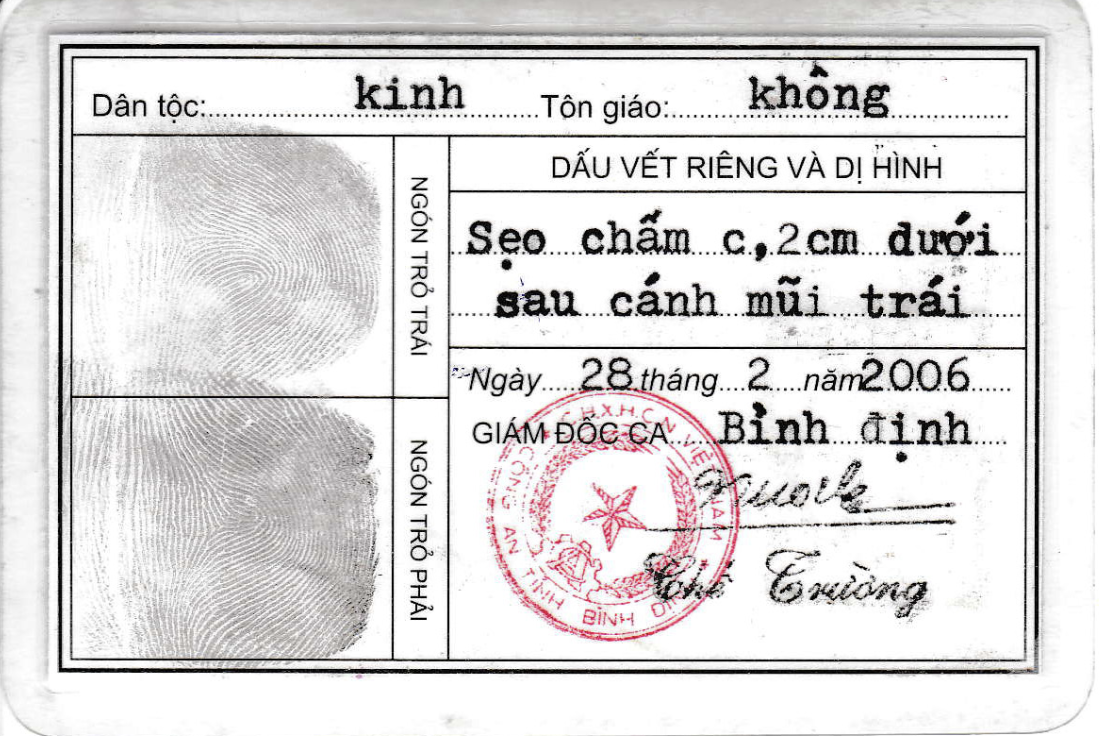 Dân tộc: kinh Tôn giáo: không
NGÓN TRỎ TRÁI
DẤU VẾT RIÊNG VÀ DỊ HÌNH
Sẹo chấm c,2cm dưới
sau cánh mũi trái
Ngày 28 tháng 2 năm 2006
GIÁM ĐỐC CA Bình định
NGÓN TRỎ PHẢI
C.H.X.H.C.N VIỆT NAM
CÔNG AN TỈNH BÌNH ĐỊNH
Trường